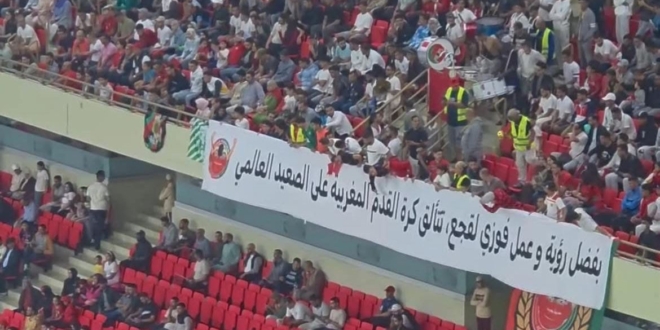 بفضل رؤية و عمل فوزي لقجع، تتألق كرة القدم المغربية على الصعيد العالمي